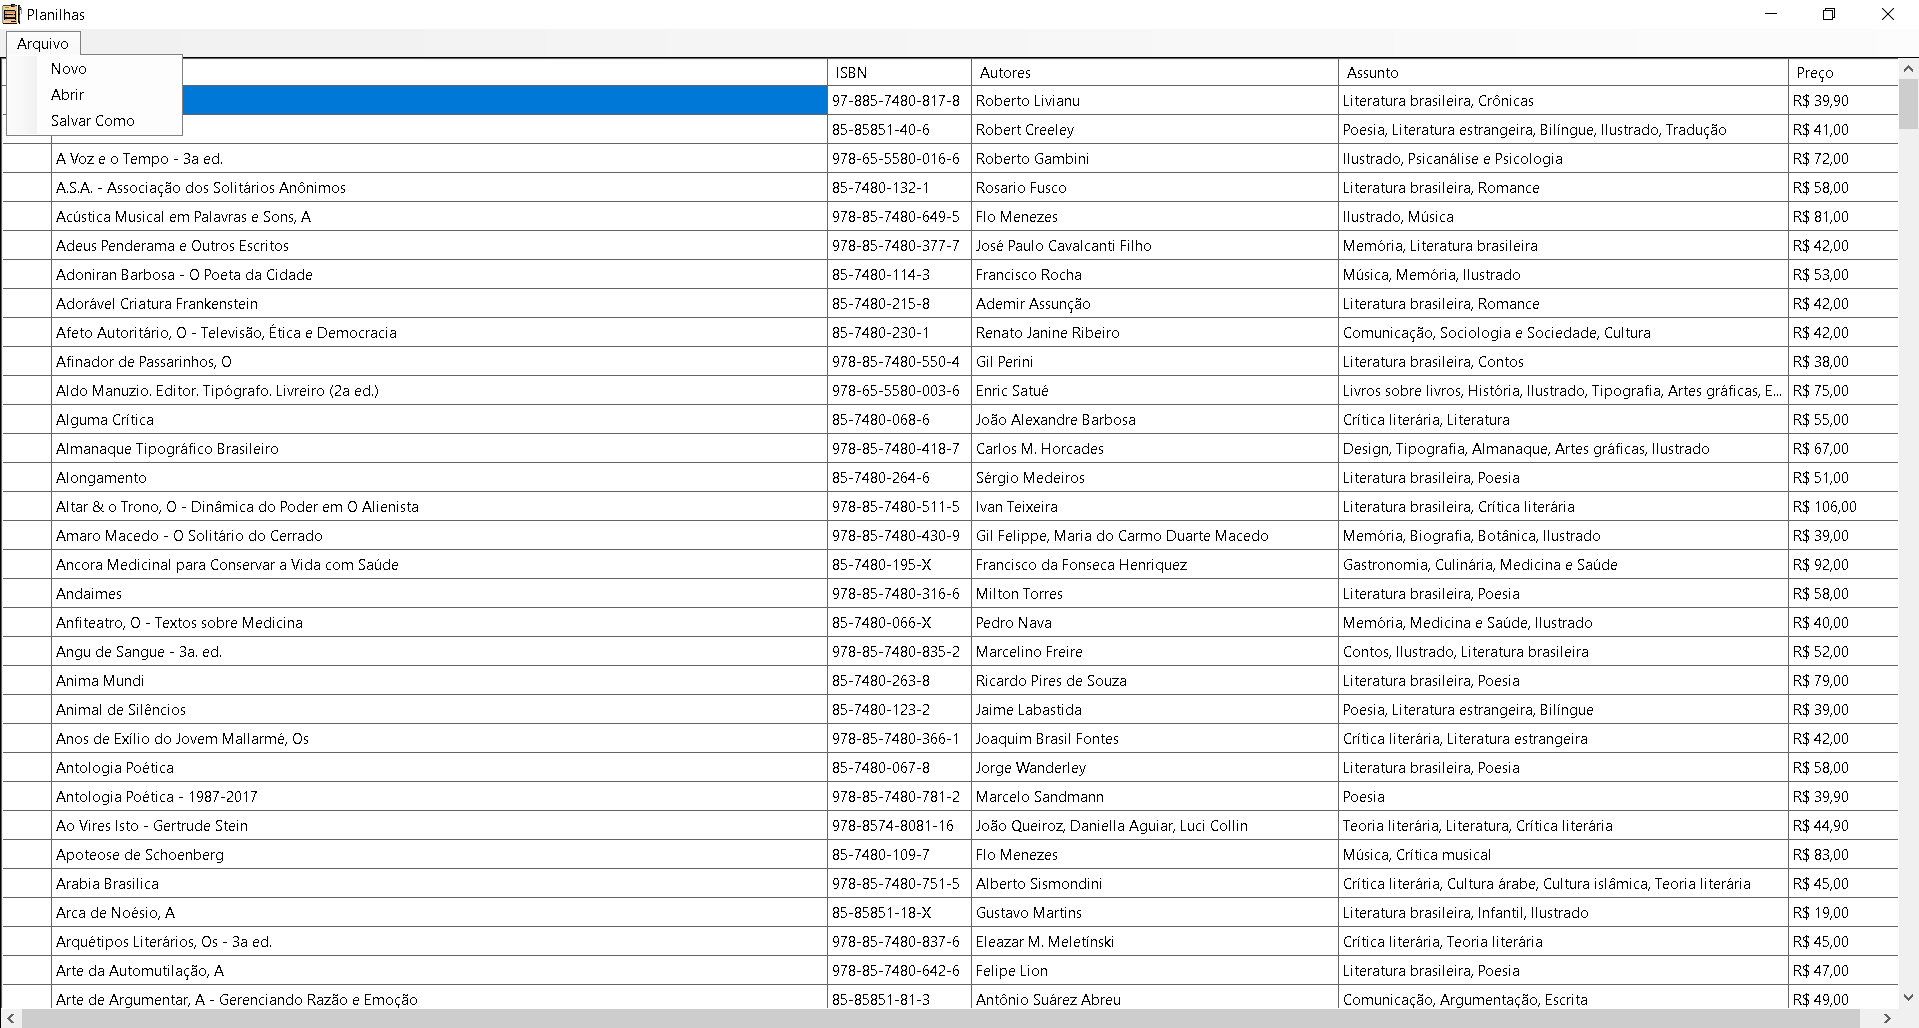 Planilhas
Arquivo
Novo
Abrir
Salvar Como
ISBN Autores Assunto Preço
97-885-7480-817-8 Roberto Livianu Literatura brasileira, Crônicas R$ 39,90
85-85851-40-6 Robert Creeley Poesia, Literatura estrangeira, Bilíngue, Ilustrado, Tradução R$ 41,00
A Voz e o Tempo - 3a ed. 978-65-5580-016-6 Roberto Gambini Ilustrado, Psicanálise e Psicologia R$ 72,00
A.S.A. - Associação dos Solitários Anônimos 85-7480-132-1 Rosario Fusco Literatura brasileira, Romance R$ 58,00
Acústica Musical em Palavras e Sons, A 978-85-7480-649-5 Flo Menezes Ilustrado, Música R$ 81,00
Adeus Penderama e Outros Escritos 978-85-7480-377-7 José Paulo Cavalcanti Filho Memória, Literatura brasileira R$ 42,00
Adoniran Barbosa - O Poeta da Cidade 85-7480-114-3 Francisco Rocha Música, Memória, Ilustrado R$ 53,00
Adorável Criatura Frankenstein 85-7480-215-8 Ademir Assunção Literatura brasileira, Romance R$ 42,00
Afeto Autoritário, O - Televisão, Ética e Democracia 85-7480-230-1 Renato Janine Ribeiro Comunicação, Sociologia e Sociedade, Cultura R$ 42,00
Afinador de Passarinhos, O 978-85-7480-550-4 Gil Perini Literatura brasileira, Contos R$ 38,00
Aldo Manuzio. Editor. Tipógrafo. Livreiro (2a ed.) 978-65-5580-003-6 Enric Satué Livros sobre livros, História, Ilustrado, Tipografia, Artes gráficas, E... R$ 75,00
Alguma Crítica 85-7480-068-6 João Alexandre Barbosa Crítica literária, Literatura R$ 55,00
Almanaque Tipográfico Brasileiro 978-85-7480-418-7 Carlos M. Horcades Design, Tipografia, Almanaque, Artes gráficas, Ilustrado R$ 67,00
Alongamento 85-7480-264-6 Sérgio Medeiros Literatura brasileira, Poesia R$ 51,00
Altar & o Trono, O - Dinâmica do Poder em O Alienista 978-85-7480-511-5 Ivan Teixeira Literatura brasileira, Crítica literária R$ 106,00
Amaro Macedo - O Solitário do Cerrado 978-85-7480-430-9 Gil Felippe, Maria do Carmo Duarte Macedo Memória, Biografia, Botânica, Ilustrado R$ 39,00
Ancora Medicinal para Conservar a Vida com Saúde 85-7480-195-X Francisco da Fonseca Henriquez Gastronomia, Culinária, Medicina e Saúde R$ 92,00
Andaimes 978-85-7480-316-6 Milton Torres Literatura brasileira, Poesia R$ 58,00
Anfiteatro, O - Textos sobre Medicina 85-7480-066-X Pedro Nava Memória, Medicina e Saúde, Ilustrado R$ 40,00
Angu de Sangue - 3a. ed. 978-85-7480-835-2 Marcelino Freire Contos, Ilustrado, Literatura brasileira R$ 52,00
Anima Mundi 85-7480-263-8 Ricardo Pires de Souza Literatura brasileira, Poesia R$ 79,00
Animal de Silêncios 85-7480-123-2 Jaime Labastida Poesia, Literatura estrangeira, Bilíngue R$ 39,00
Anos de Exílio do Jovem Mallarmé, Os 978-85-7480-366-1 Joaquim Brasil Fontes Crítica literária, Literatura estrangeira R$ 42,00
Antologia Poética 85-7480-067-8 Jorge Wanderley Literatura brasileira, Poesia R$ 58,00
Antologia Poética - 1987-2017 978-85-7480-781-2 Marcelo Sandmann Poesia R$ 39,90
Ao Vires Isto - Gertrude Stein 978-8574-8081-16 João Queiroz, Daniella Aguiar, Luci Collin Teoria literária, Literatura, Crítica literária R$ 44,90
Apoteose de Schoenberg 85-7480-109-7 Flo Menezes Música, Crítica musical R$ 83,00
Arabia Brasilica 978-85-7480-751-5 Alberto Sismondini Crítica literária, Cultura árabe, Cultura islâmica, Teoria literária R$ 45,00
Arca de Noésio, A 85-85851-18-X Gustavo Martins Literatura brasileira, Infantil, Ilustrado R$ 19,00
Arquétipos Literários, Os - 3a ed. 978-85-7480-837-6 Eleazar M. Meletínski Crítica literária, Teoria literária R$ 45,00
Arte da Automutilação, A 978-85-7480-642-6 Felipe Lion Literatura brasileira, Poesia R$ 47,00
Arte de Argumentar, A - Gerenciando Razão e Emoção 85-85851-81-3 Antônio Suárez Abreu Comunicação, Argumentação, Escrita R$ 49,00